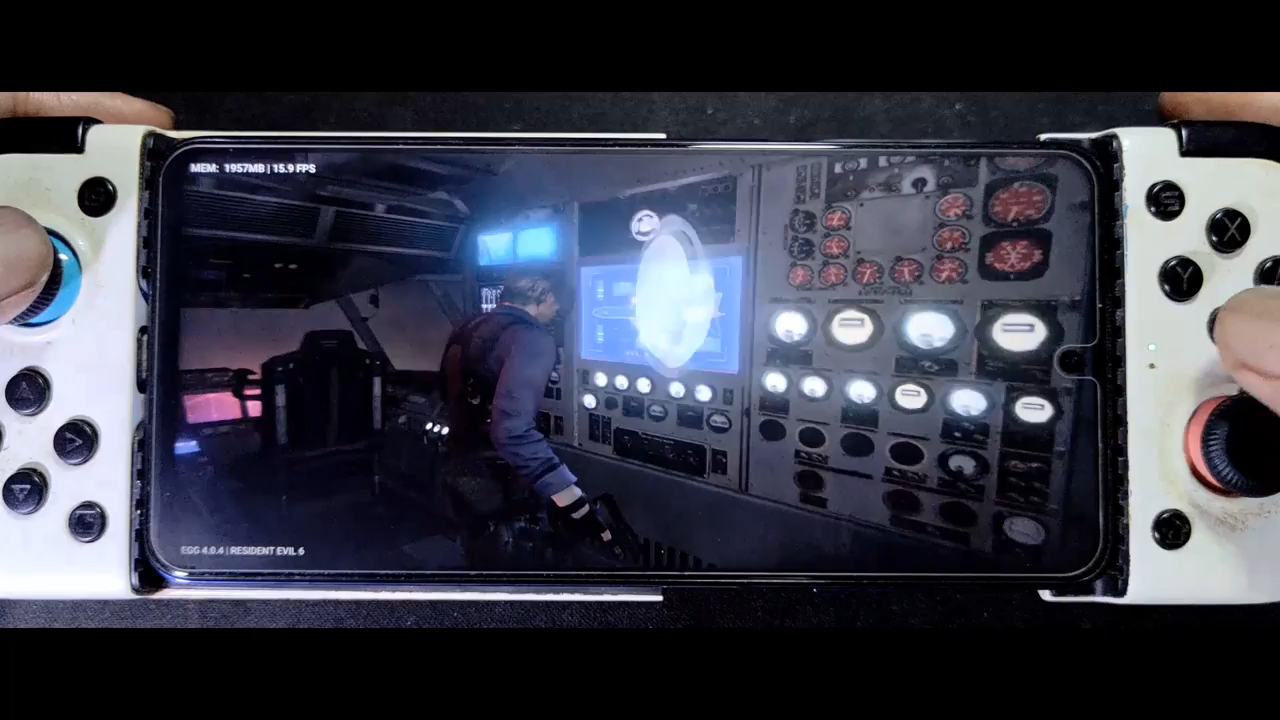 MEM: 1957MB | 15.9 FPS
X
Y
EGG 4.0.4 | RESIDENT EVIL 6